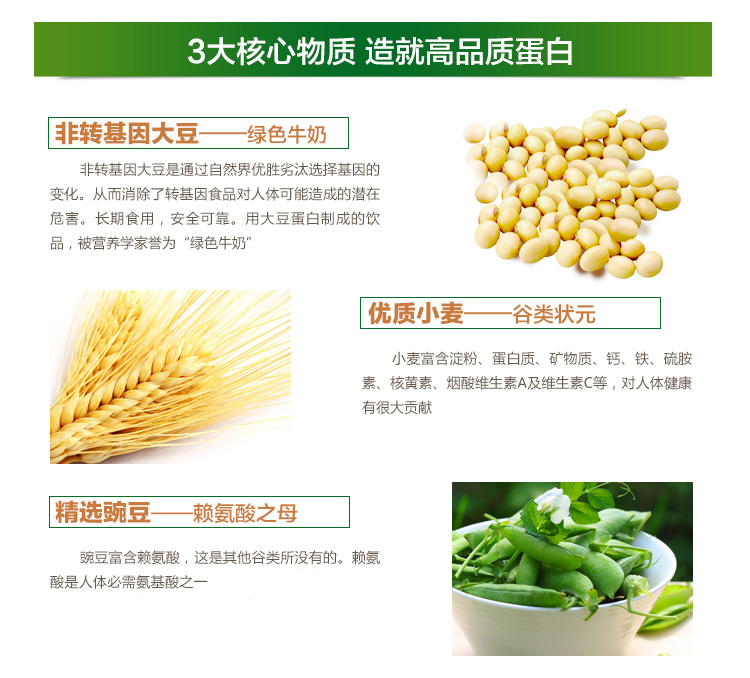 3大核心物质 造就高品质蛋白
非转基因大豆——绿色牛奶
非转基因大豆是通过自然界优胜劣汰选择基因的
变化。从而消除了转基因食品对人体可能造成的潜在
危害。长期食用，安全可靠。用大豆蛋白制成的饮
品，被营养学家誉为“绿色牛奶”
优质小麦——谷类状元
小麦富含淀粉、蛋白质、矿物质、钙、铁、硫胺
素、核黄素、烟酸维生素A及维生素C等，对人体健康
有很大贡献
精选豌豆——赖氨酸之母
豌豆富含赖氨酸，这是其他谷类所没有的。赖氨
酸是人体必需氨基酸之一